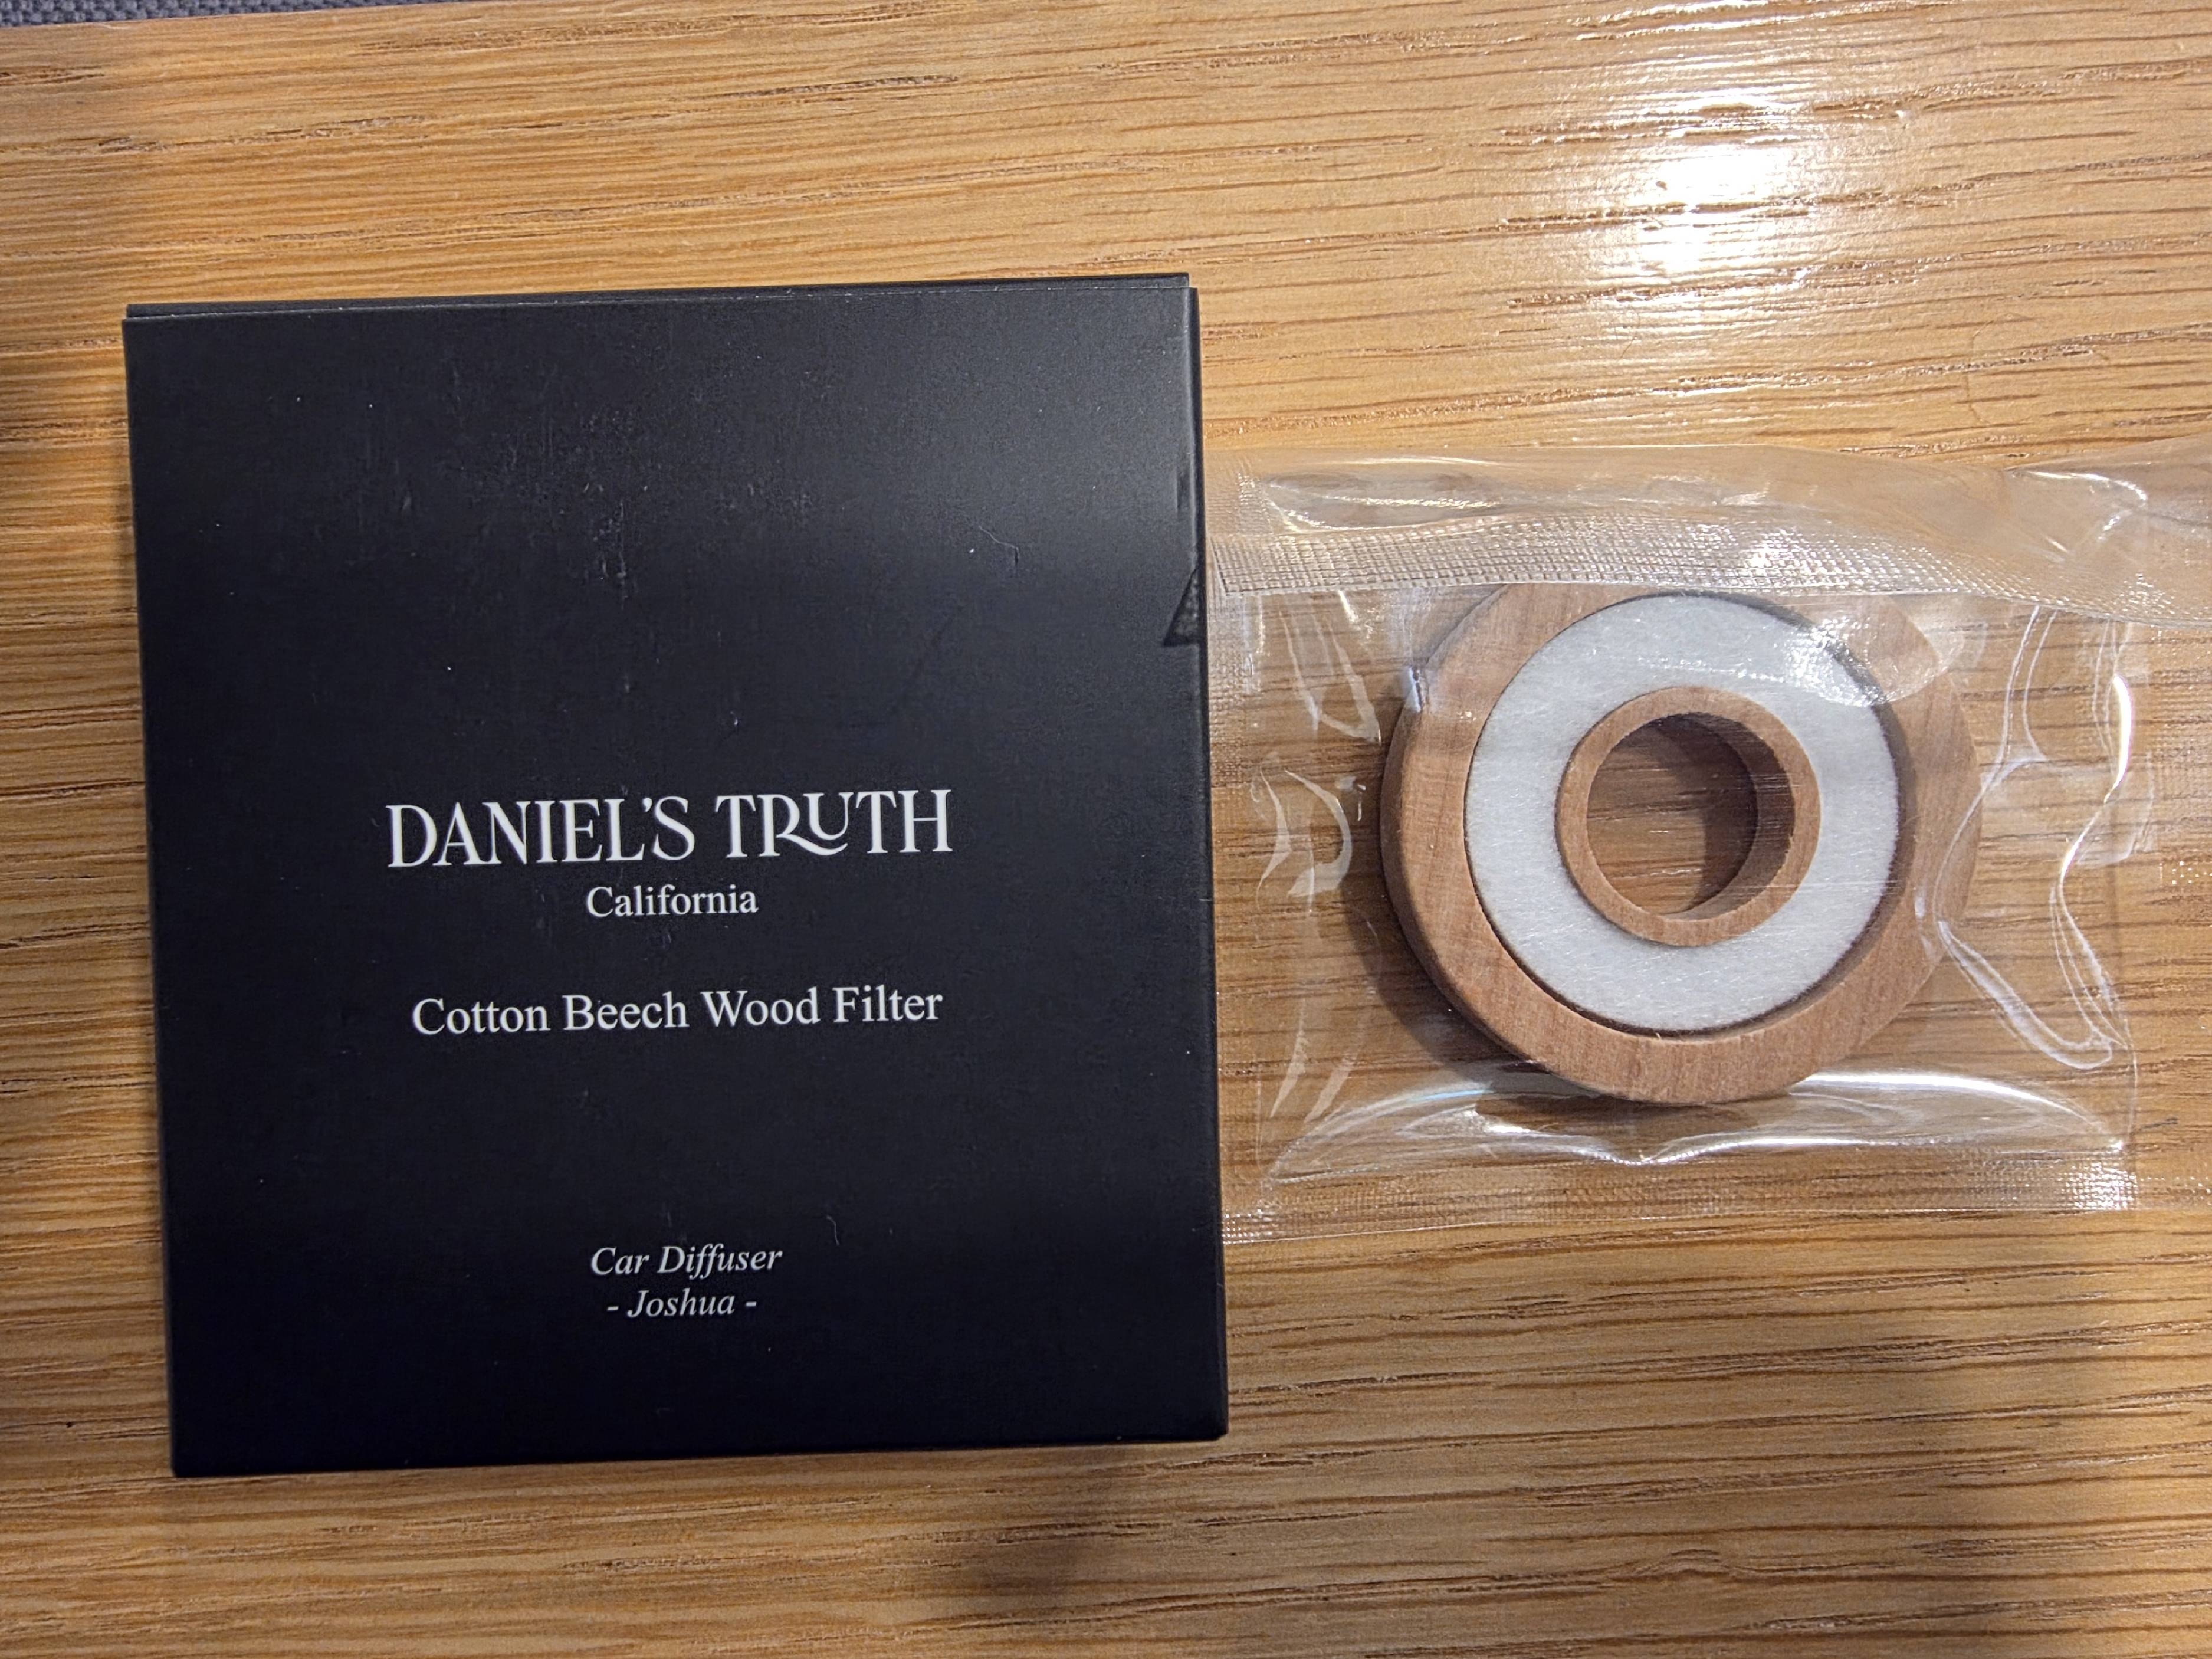 DANIEL'S TRUTH
California
Cotton Beech Wood Filter
Car Diffuser
- Joshua -